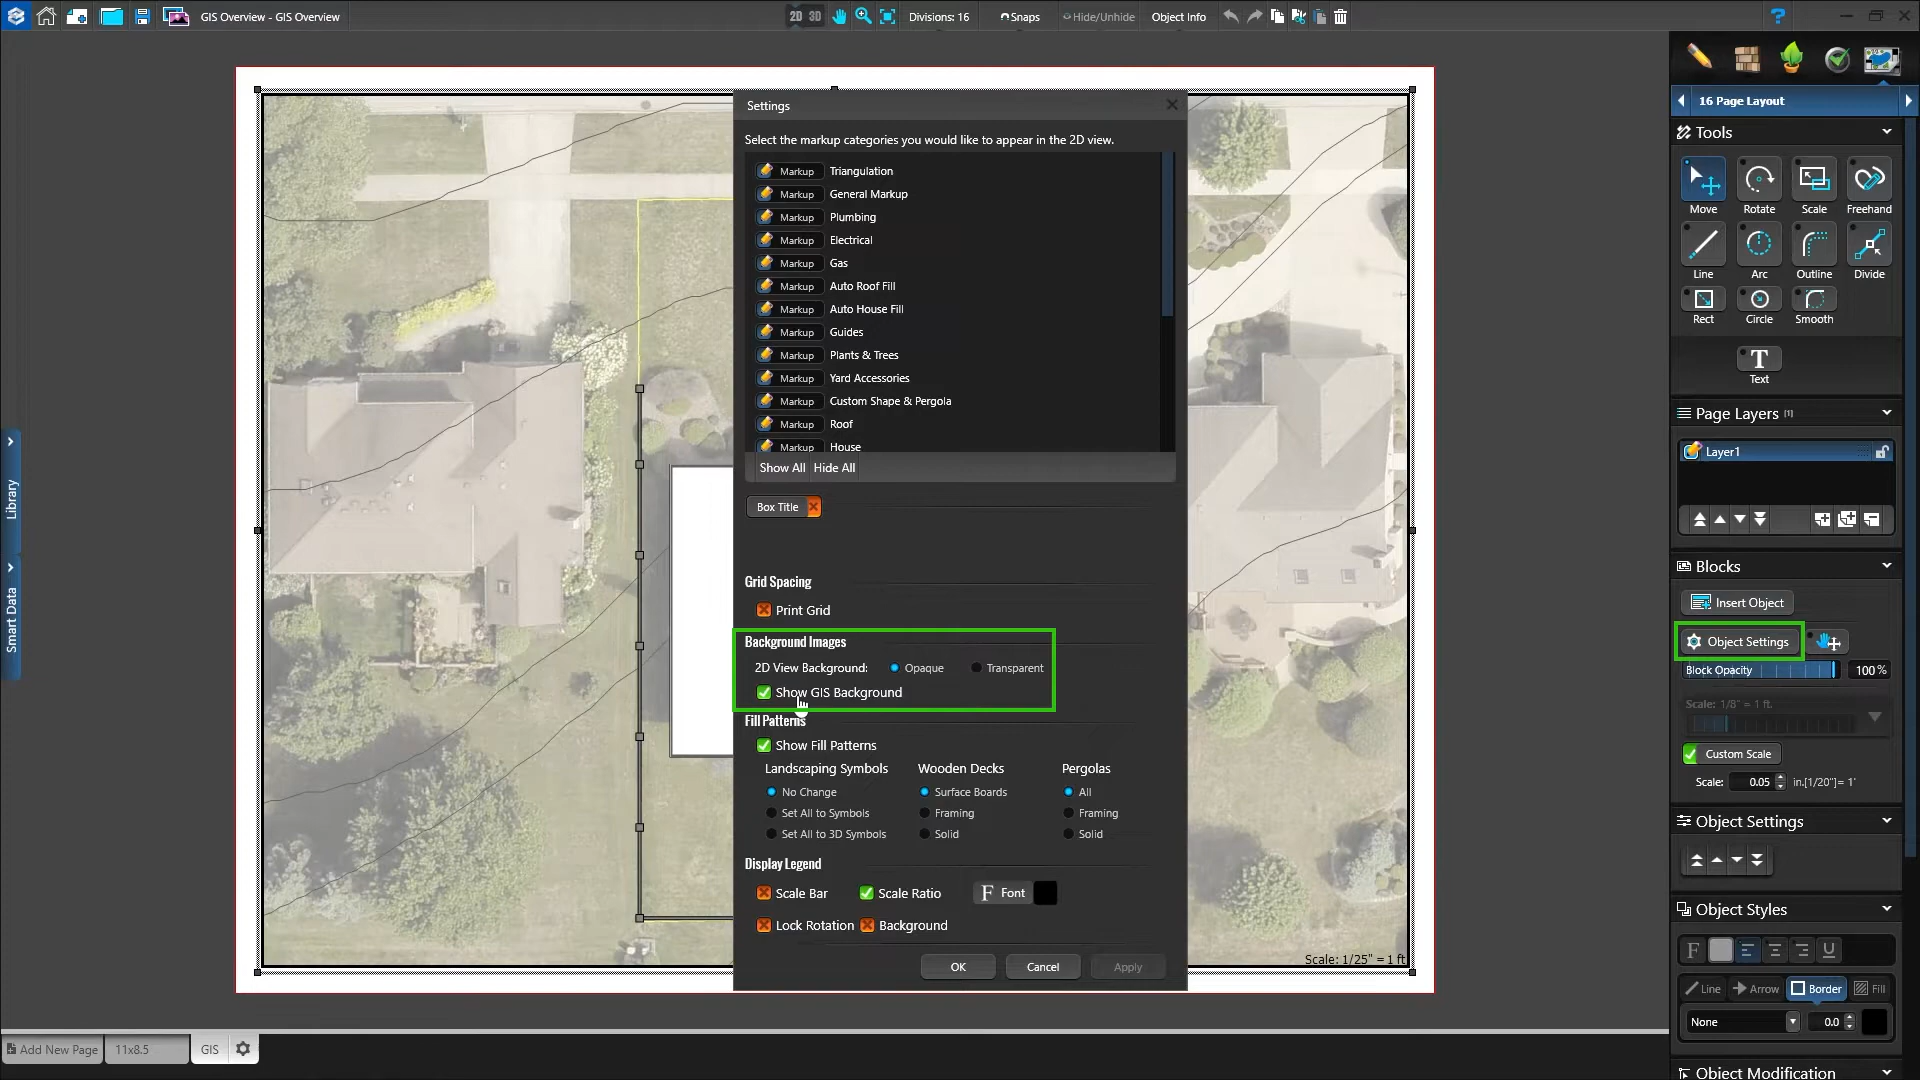 GIS Overview - GIS Overview
2D 3D
Divisions: 16
Snaps
Hide/Unhide
Object Info
?
Settings
Select the markup categories you would like to appear in the 2D view.
Markup Triangulation
Markup General Markup
Markup Plumbing
Markup Electrical
Markup Gas
Markup Auto Roof Fill
Markup Auto House Fill
Markup Guides
Markup Plants & Trees
Markup Yard Accessories
Markup Custom Shape & Pergola
Markup Roof
Markup House
Show All Hide All
Box Title
Grid Spacing
Print Grid
Background Images
2D View Background: Opaque Transparent
Show GIS Background
Fill Patterns
Show Fill Patterns
Landscaping Symbols Wooden Decks Pergolas
No Change Surface Boards All
Set All to Symbols Framing Framing
Set All to 3D Symbols Solid Solid
Display Legend
Scale Bar Scale Ratio F Font
Lock Rotation Background
OK Cancel Apply
Scale: 1/25" = 1 ft
Library
Smart Data
Add New Page
11x8.5
GIS
16 Page Layout
Tools
Move Rotate Scale Freehand
Line Arc Outline Divide
Rect Circle Smooth
T
Text
Page Layers [1]
Layer1
Blocks
Insert Object
Object Settings
Block Opacity 100%
Scale: 1/8" = 1 ft.
Custom Scale
Scale: 0.05 in.[1/20"]= 1'
Object Settings
Object Styles
F U
Line Arrow Border Fill
None 0.0
Object Modification